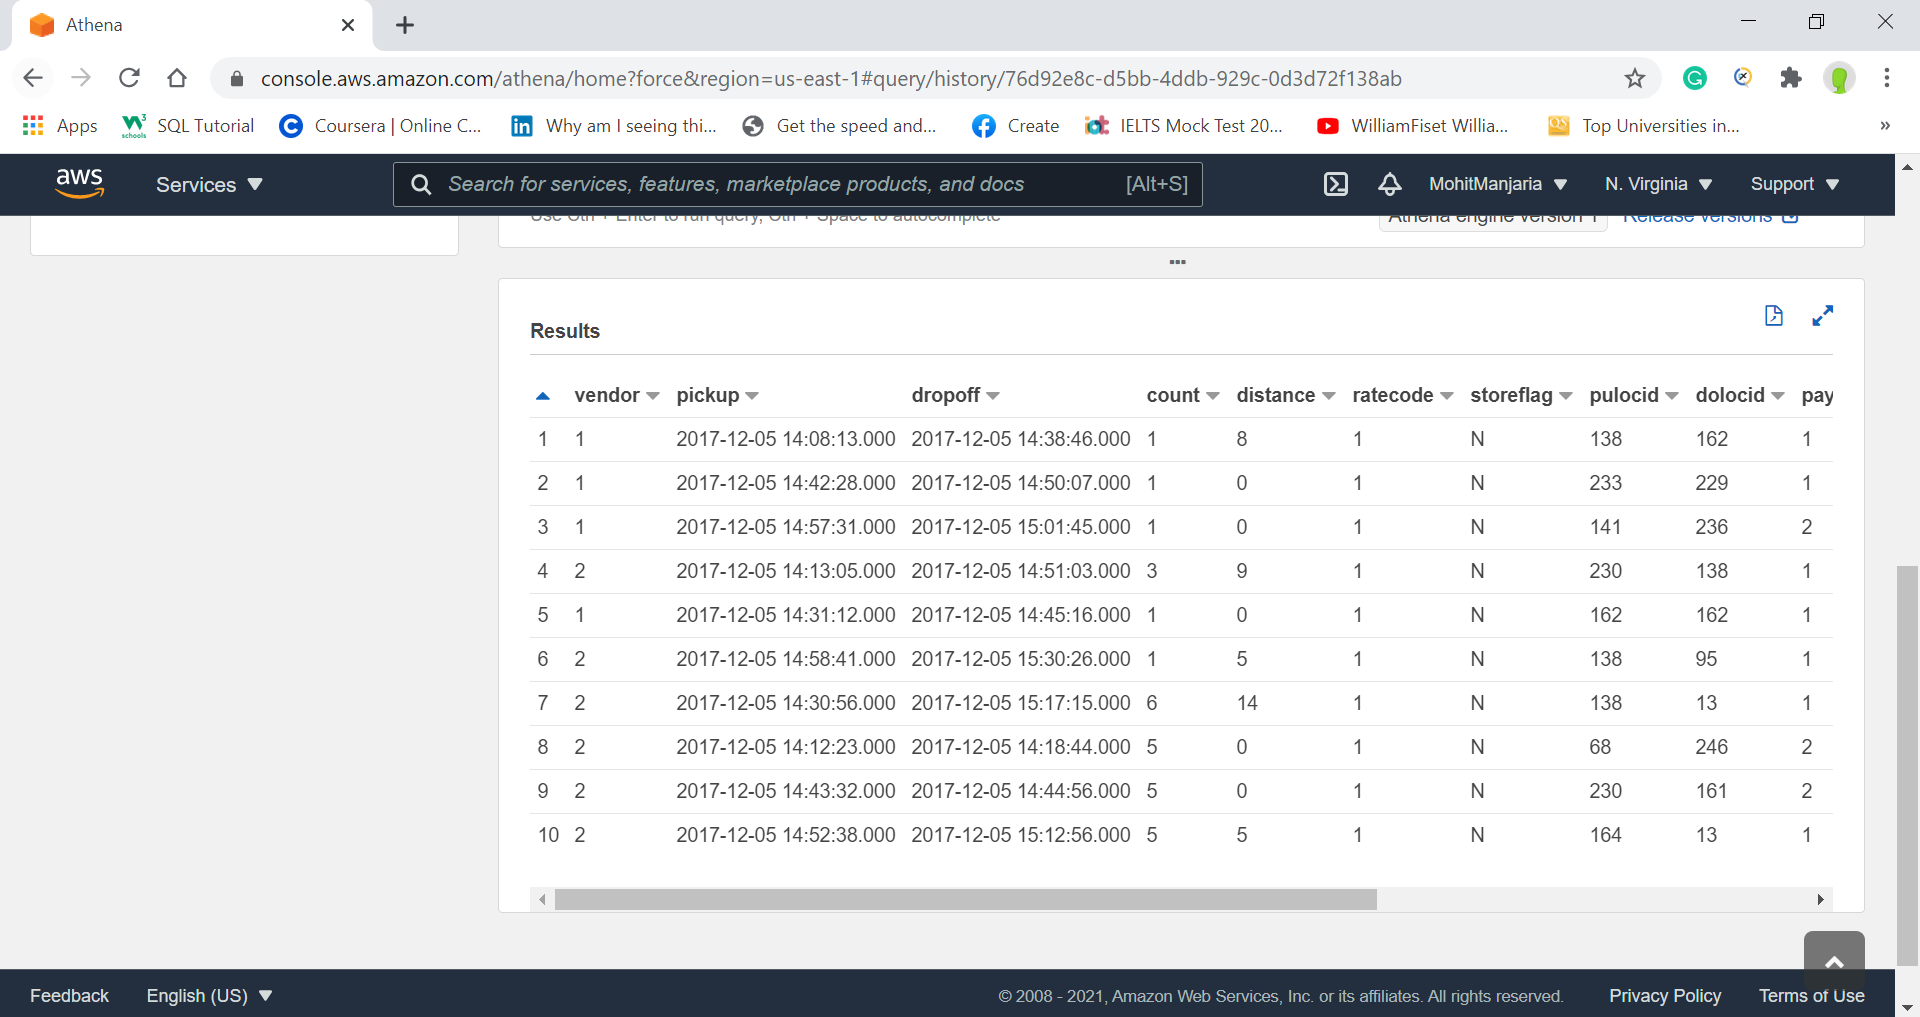 Athena
console.aws.amazon.com/athena/home?force&region=us-east-1#query/history/76d92e8c-d5bb-4ddb-929c-0d3d72f138ab
Apps SQL Tutorial Coursera | Online C... Why am I seeing thi... Get the speed and... Create IELTS Mock Test 20... WilliamFiset Willia... Top Universities in... »
aws Services Search for services, features, marketplace products, and docs [Alt+S] MohitManjaria N. Virginia Support
Use Ctrl + Enter to run query, Ctrl + Space to autocomplete Athena engine version 1 Release versions
Results
vendor pickup dropoff count distance ratecode storeflag pulocid dolocid pay
1 1 2017-12-05 14:08:13.000 2017-12-05 14:38:46.000 1 8 1 N 138 162 1
2 1 2017-12-05 14:42:28.000 2017-12-05 14:50:07.000 1 0 1 N 233 229 1
3 1 2017-12-05 14:57:31.000 2017-12-05 15:01:45.000 1 0 1 N 141 236 2
4 2 2017-12-05 14:13:05.000 2017-12-05 14:51:03.000 3 9 1 N 230 138 1
5 1 2017-12-05 14:31:12.000 2017-12-05 14:45:16.000 1 0 1 N 162 162 1
6 2 2017-12-05 14:58:41.000 2017-12-05 15:30:26.000 1 5 1 N 138 95 1
7 2 2017-12-05 14:30:56.000 2017-12-05 15:17:15.000 6 14 1 N 138 13 1
8 2 2017-12-05 14:12:23.000 2017-12-05 14:18:44.000 5 0 1 N 68 246 2
9 2 2017-12-05 14:43:32.000 2017-12-05 14:44:56.000 5 0 1 N 230 161 2
10 2 2017-12-05 14:52:38.000 2017-12-05 15:12:56.000 5 5 1 N 164 13 1
Feedback English (US) © 2008 - 2021, Amazon Web Services, Inc. or its affiliates. All rights reserved. Privacy Policy Terms of Use